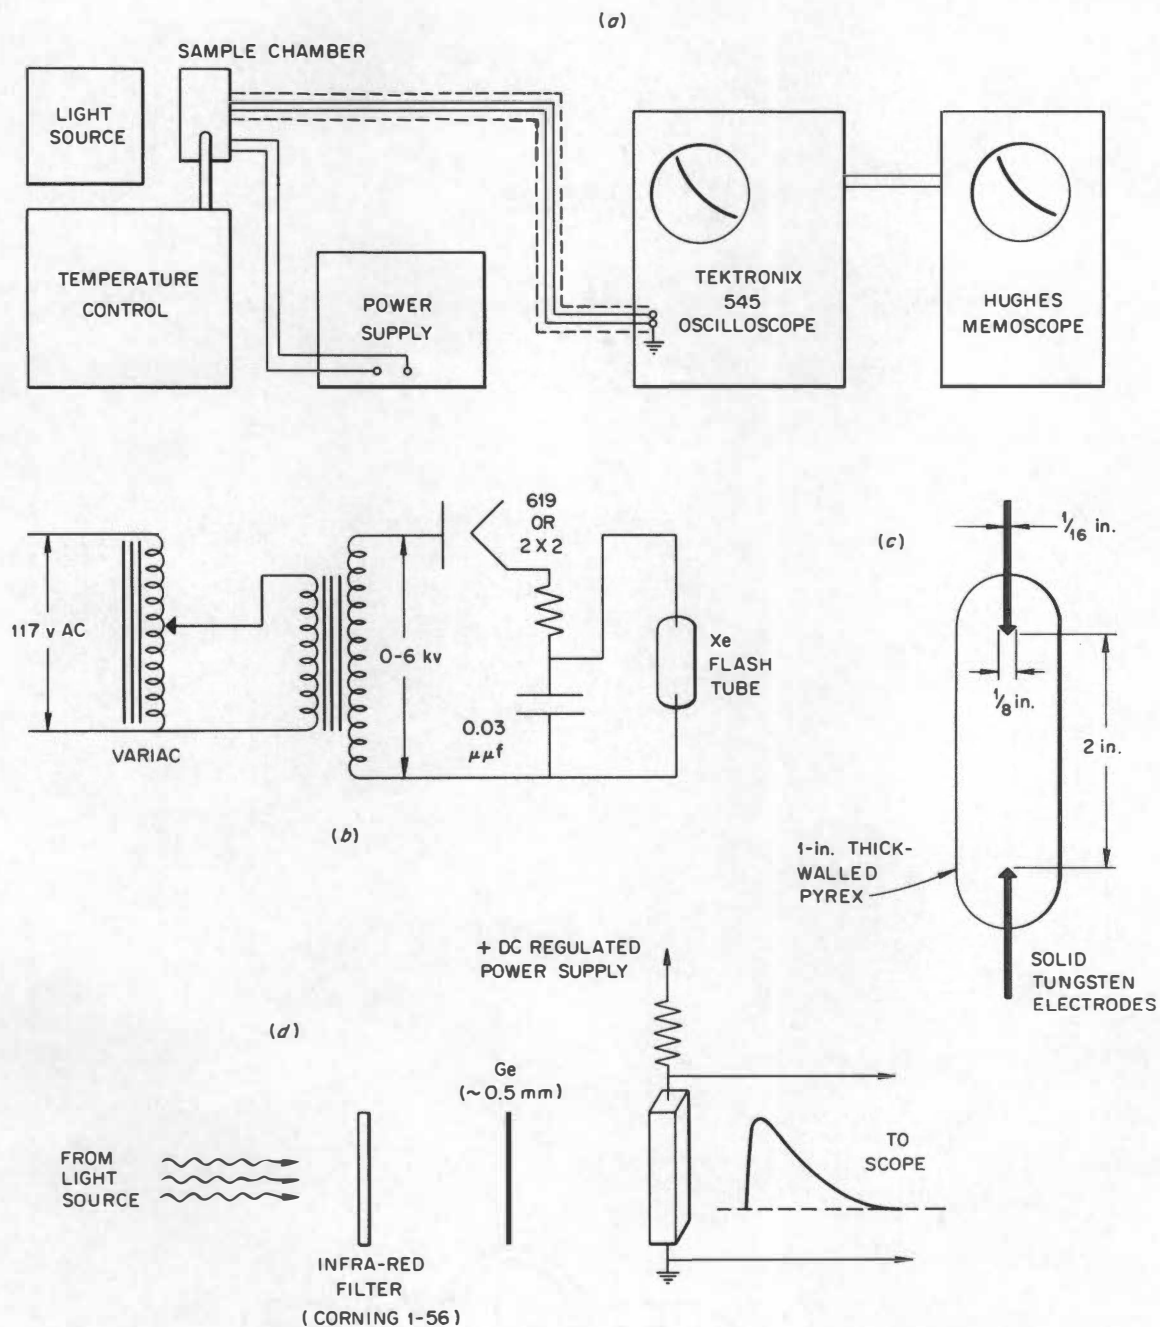 (a)
SAMPLE CHAMBER
LIGHT
SOURCE
TEMPERATURE
CONTROL
POWER
SUPPLY
TEKTRONIX
545
OSCILLOSCOPE
HUGHES
MEMOSCOPE
117 v AC
VARIAC
0-6 kv
619
OR
2 X 2
0.03
μμf
Xe
FLASH
TUBE
(b)
(c)
1/16 in.
1/8 in.
2 in.
1-in. THICK-
WALLED
PYREX
SOLID
TUNGSTEN
ELECTRODES
(d)
+ DC REGULATED
POWER SUPPLY
Ge
(~0.5 mm)
FROM
LIGHT
SOURCE
INFRA-RED
FILTER
(CORNING 1-56)
TO
SCOPE